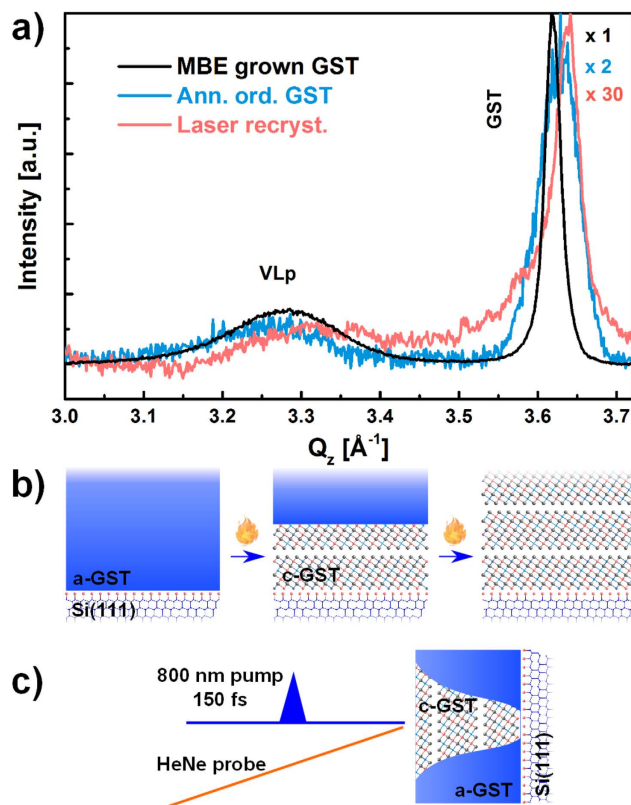 a)
MBE grown GST
Ann. ord. GST
Laser recryst.
x 1
x 2
x 30
GST
VLp
Intensity [a.u.]
3.0 3.1 3.2 3.3 3.4 3.5 3.6 3.7
Q_z [Å⁻¹]
b)
a-GST
Si(111)
c-GST
c)
800 nm pump
150 fs
HeNe probe
c-GST
a-GST
Si(111)